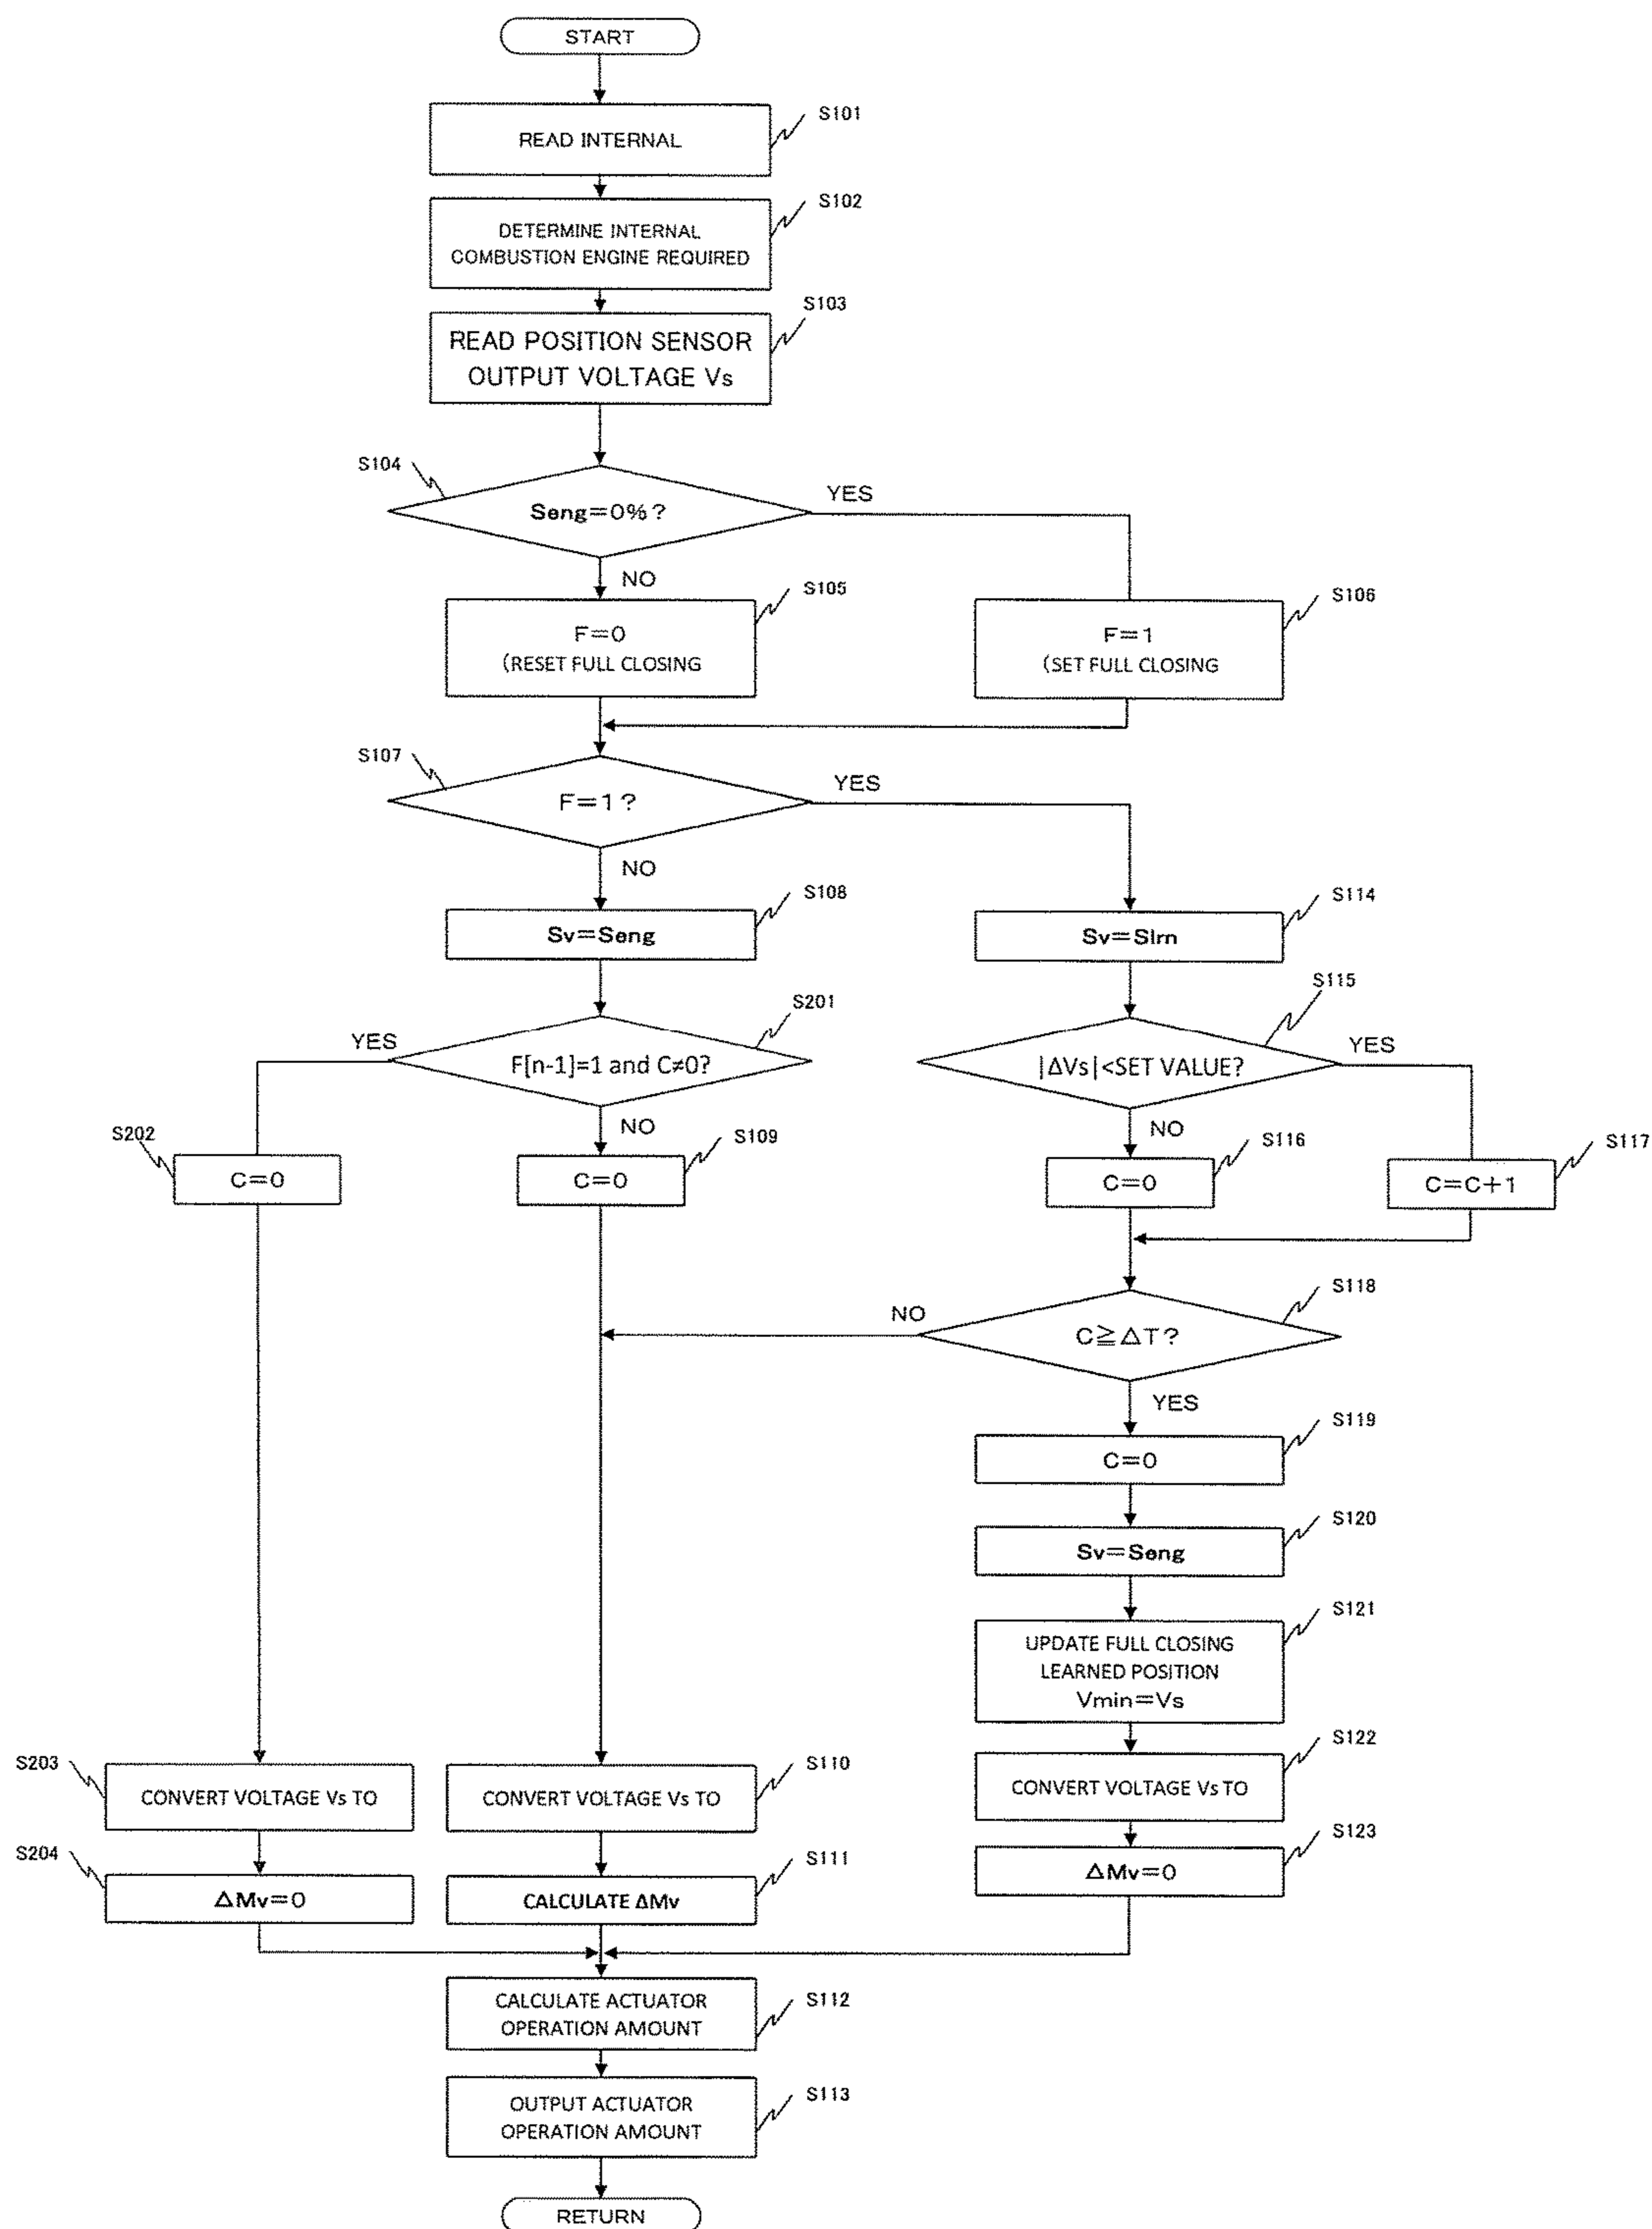 START
S101
READ INTERNAL
S102
DETERMINE INTERNAL
COMBUSTION ENGINE REQUIRED
S103
READ POSITION SENSOR
OUTPUT VOLTAGE Vs
S104
Seng=0%?
YES
NO
S105
F=0
(RESET FULL CLOSING
S106
F=1
(SET FULL CLOSING
S107
F=1?
YES
NO
S108
Sv=Seng
S114
Sv=Slrn
S201
F[n-1]=1 and C≠0?
YES
NO
S115
|ΔVs|<SET VALUE?
YES
NO
S202
C=0
S109
C=0
S116
C=0
S117
C=C+1
S118
C≧ΔT?
NO
YES
S119
C=0
S120
Sv=Seng
S121
UPDATE FULL CLOSING
LEARNED POSITION
Vmin=Vs
S203
CONVERT VOLTAGE Vs TO
S110
CONVERT VOLTAGE Vs TO
S122
CONVERT VOLTAGE Vs TO
S204
ΔMv=0
S111
CALCULATE ΔMv
S123
ΔMv=0
S112
CALCULATE ACTUATOR
OPERATION AMOUNT
S113
OUTPUT ACTUATOR
OPERATION AMOUNT
RETURN